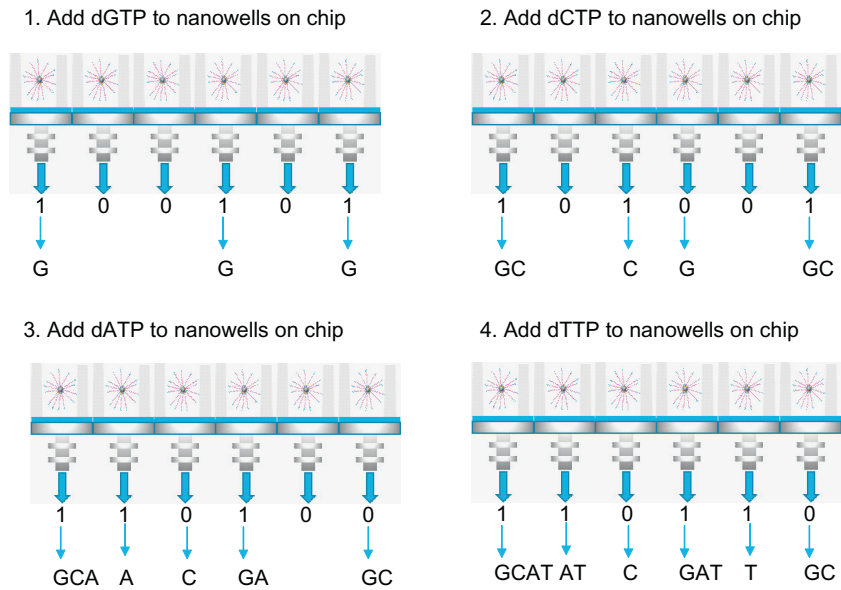 1. Add dGTP to nanowells on chip
1 0 0 1 0 1
G G G
2. Add dCTP to nanowells on chip
1 0 1 0 0 1
GC C G GC
3. Add dATP to nanowells on chip
1 1 0 1 0 0
GCA A C GA GC
4. Add dTTP to nanowells on chip
1 1 0 1 1 0
GCAT AT C GAT T GC